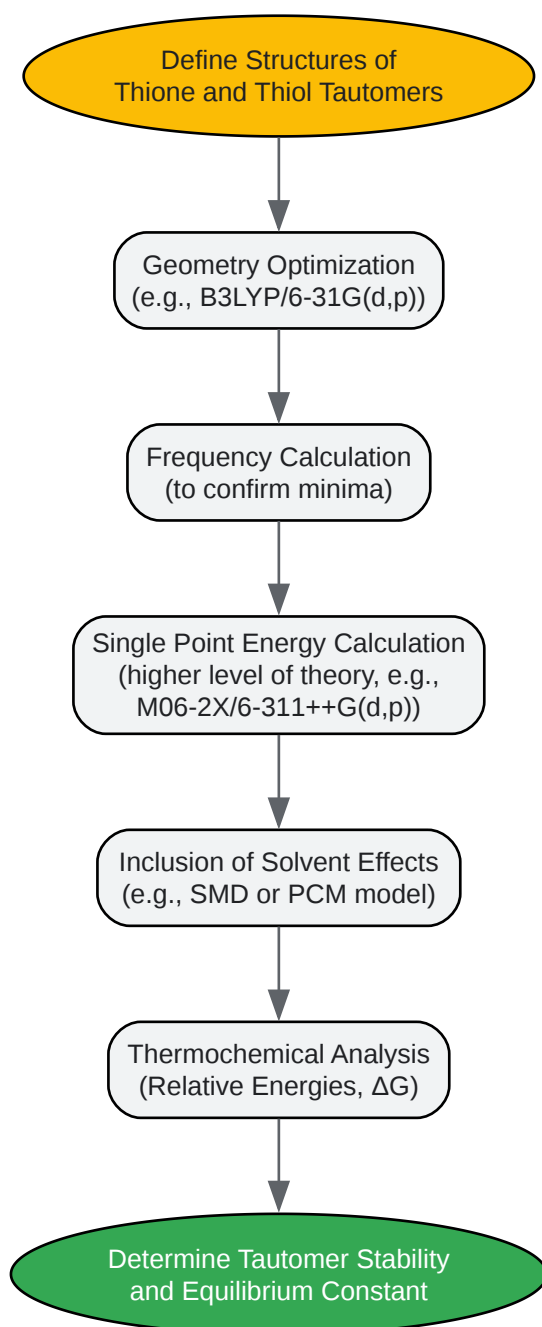 Define Structures of
Thione and Thiol Tautomers
Geometry Optimization
(e.g., B3LYP/6-31G(d,p))
Frequency Calculation
(to confirm minima)
Single Point Energy Calculation
(higher level of theory, e.g.,
M06-2X/6-311++G(d,p))
Inclusion of Solvent Effects
(e.g., SMD or PCM model)
Thermochemical Analysis
(Relative Energies, ΔG)
Determine Tautomer Stability
and Equilibrium Constant